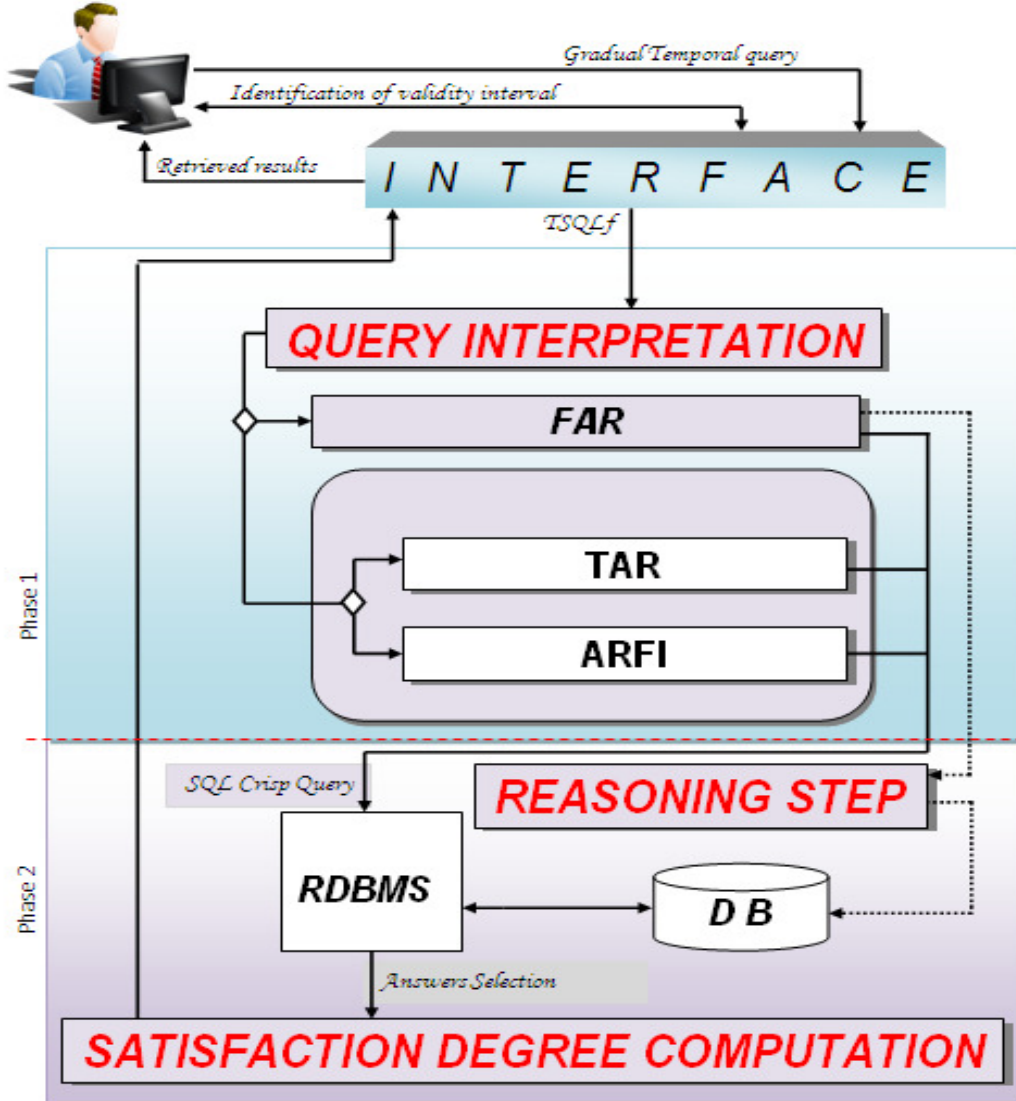 Gradual Temporal query
Identification of validity interval
Retrieved results
I N T E R F A C E
TSQLf
QUERY INTERPRETATION
FAR
TAR
ARFI
Phase 1
SQL Crisp Query
REASONING STEP
RDBMS
D B
Phase 2
Answers Selection
SATISFACTION DEGREE COMPUTATION